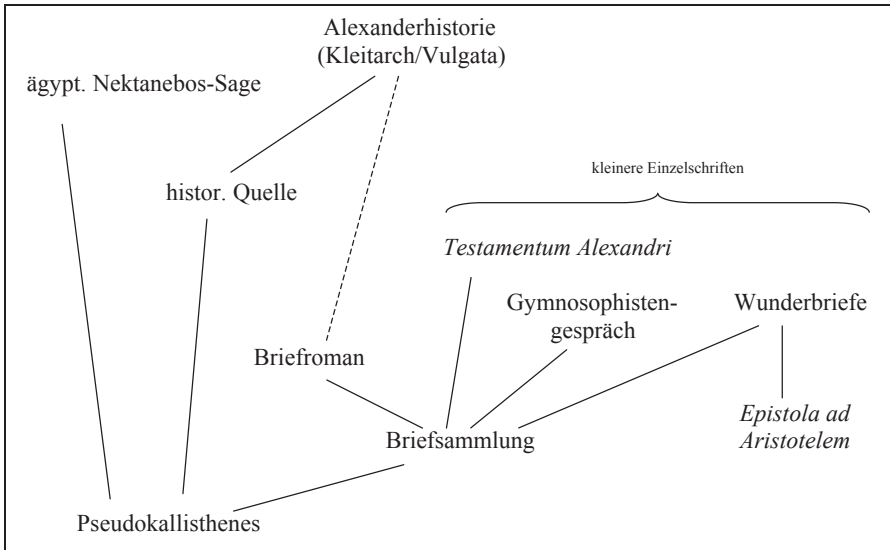 Alexanderhistorie
(Kleitarch/Vulgata)
ägypt. Nektanebos-Sage
kleinere Einzelschriften
histor. Quelle
Testamentum Alexandri
Gymnosophisten-
gespräch
Wunderbriefe
Briefroman
Epistola ad
Aristotelem
Briefsammlung
Pseudokallisthenes